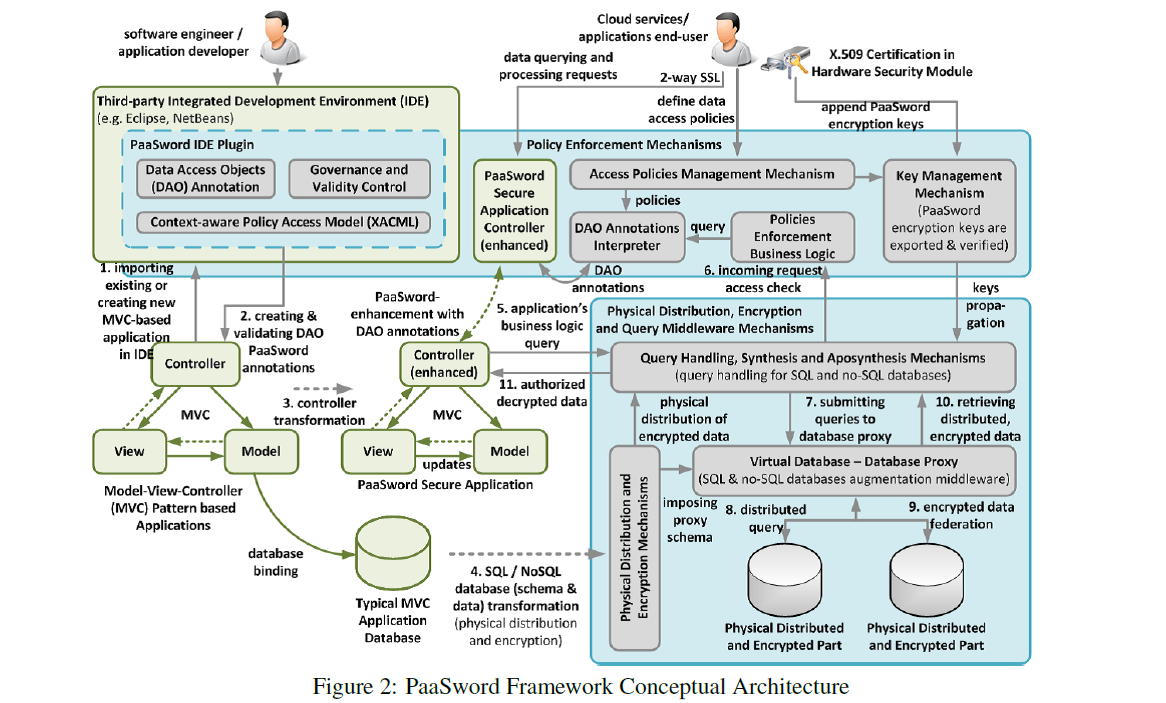 software engineer /
application developer
Cloud services/
applications end-user
X.509 Certification in
Hardware Security Module
data querying and
processing requests
2-way SSL
define data
access policies
append PaaSword
encryption keys
Third-party Integrated Development Environment (IDE)
(e.g. Eclipse, NetBeans)
PaaSword IDE Plugin
Data Access Objects
(DAO) Annotation
Governance and
Validity Control
Context-aware Policy Access Model (XACML)
Policy Enforcement Mechanisms
PaaSword
Secure
Application
Controller
(enhanced)
Access Policies Management Mechanism
policies
DAO Annotations
Interpreter
query
Policies
Enforcement
Business Logic
Key Management
Mechanism
(PaaSword
encryption keys are
exported & verified)
DAO
annotations
6. incoming request
access check
keys
propa-
gation
1. importing
existing or
creating new
MVC-based
application
in IDE
2. creating &
validating DAO
PaaSword
annotations
PaaSword-
enhancement with
DAO annotations
5. application's
business logic
query
Physical Distribution, Encryption
and Query Middleware Mechanisms
Controller
MVC
View
Model
3. controller
transformation
Controller
(enhanced)
MVC
View
updates
Model
11. authorized
decrypted data
Query Handling, Synthesis and Aposynthesis Mechanisms
(query handling for SQL and no-SQL databases)
physical
distribution of
encrypted data
7. submitting
queries to
database proxy
10. retrieving
distributed,
encrypted data
Virtual Database – Database Proxy
(SQL & no-SQL databases augmentation middleware)
Model-View-Controller
(MVC) Pattern based
Applications
PaaSword Secure Application
database
binding
Typical MVC
Application
Database
4. SQL / NoSQL
database (schema &
data) transformation
(physical distribution
and encryption)
Physical Distribution and
Encryption Mechanisms
imposing
proxy
schema
8. distributed
query
9. encrypted data
federation
Physical Distributed
and Encrypted Part
Physical Distributed
and Encrypted Part
Figure 2: PaaSword Framework Conceptual Architecture